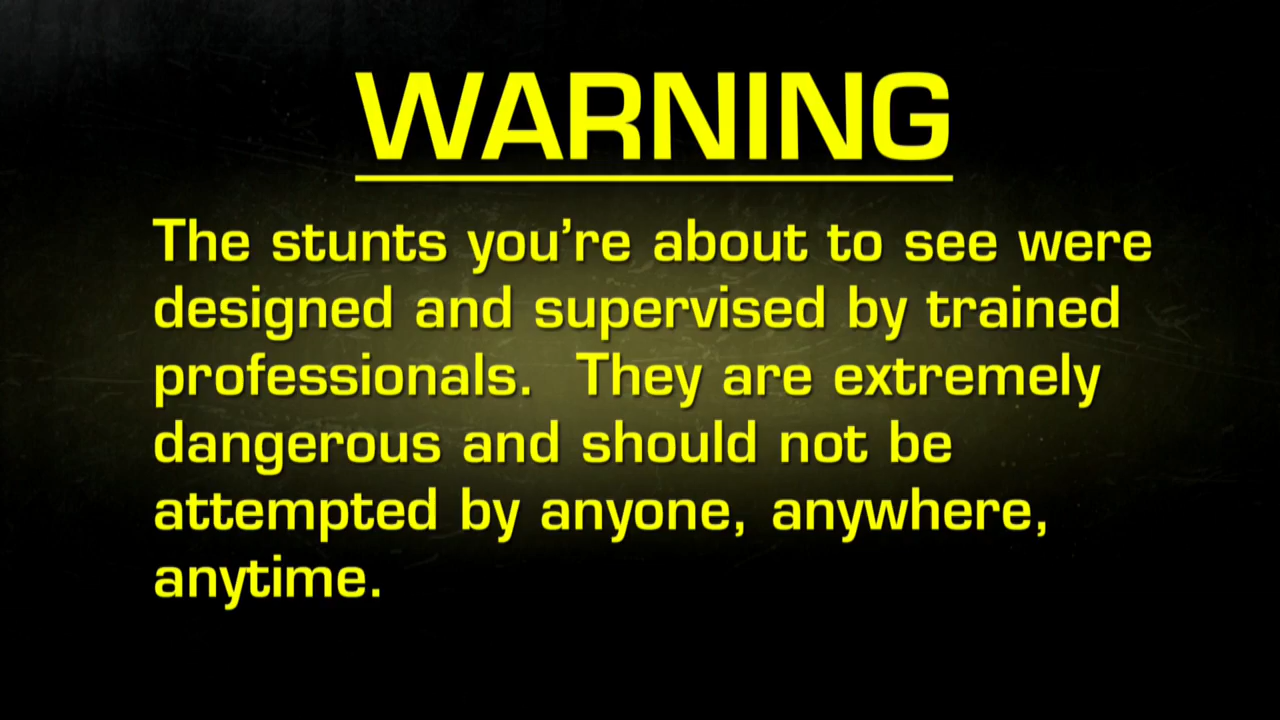 WARNING
The stunts you’re about to see were
designed and supervised by trained
professionals.  They are extremely
dangerous and should not be
attempted by anyone, anywhere,
anytime.